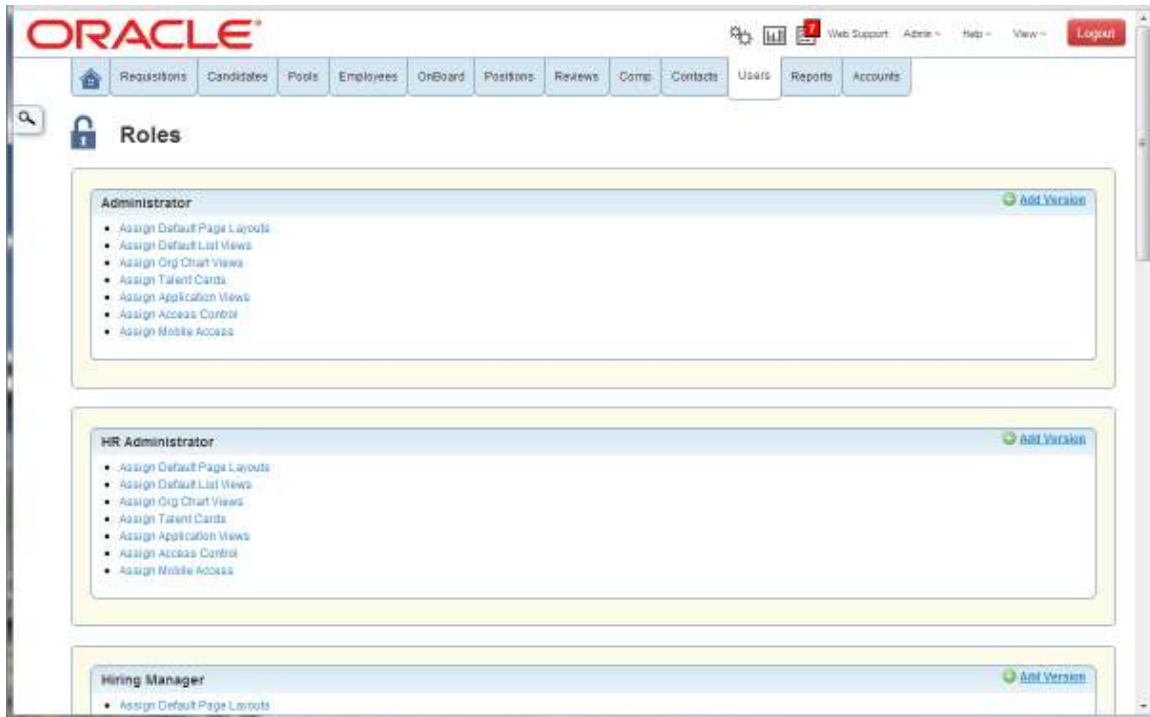 ORACLE
7
Web Support Admin Help View Logout
Requisitions Candidates Pools Employees OnBoard Positions Reviews Comp Contacts Users Reports Accounts
Roles
Administrator Add Version
Assign Default Page Layouts
Assign Default List Views
Assign Org Chart Views
Assign Talent Cards
Assign Application Views
Assign Access Control
Assign Mobile Access
HR Administrator Add Version
Assign Default Page Layouts
Assign Default List Views
Assign Org Chart Views
Assign Talent Cards
Assign Application Views
Assign Access Control
Assign Mobile Access
Hiring Manager Add Version
Assign Default Page Layouts